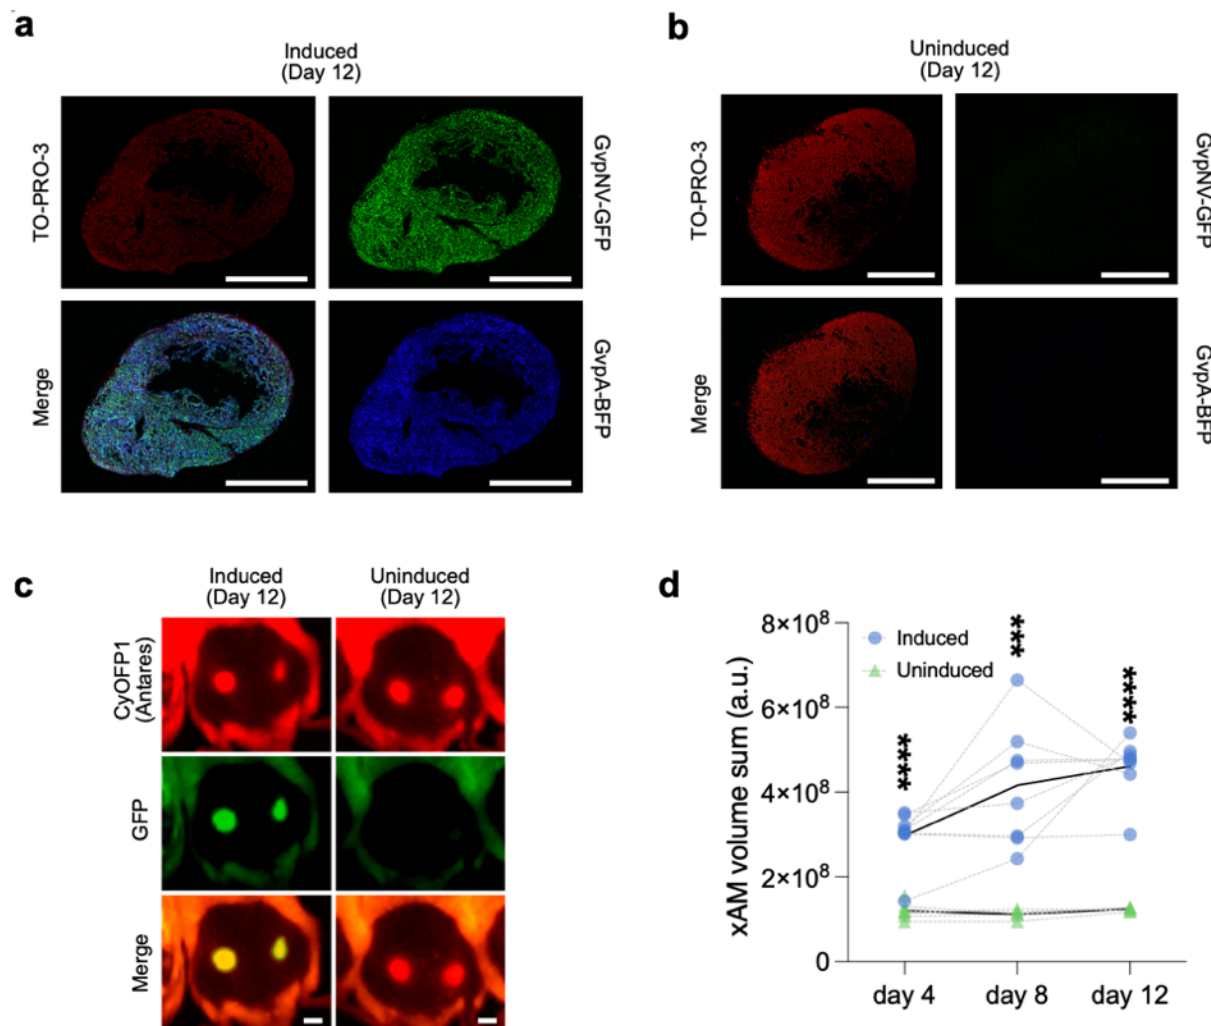 a
Induced
(Day 12)
TO-PRO-3
GvpNV-GFP
Merge
GvpA-BFP
b
Uninduced
(Day 12)
TO-PRO-3
GvpNV-GFP
Merge
GvpA-BFP
c
Induced
(Day 12)
Uninduced
(Day 12)
CyOFP1
(Antares)
GFP
Merge
d
xAM volume sum (a.u.)
8×10⁸
6×10⁸
4×10⁸
2×10⁸
0
Induced
Uninduced
****
****
****
day 4
day 8
day 12